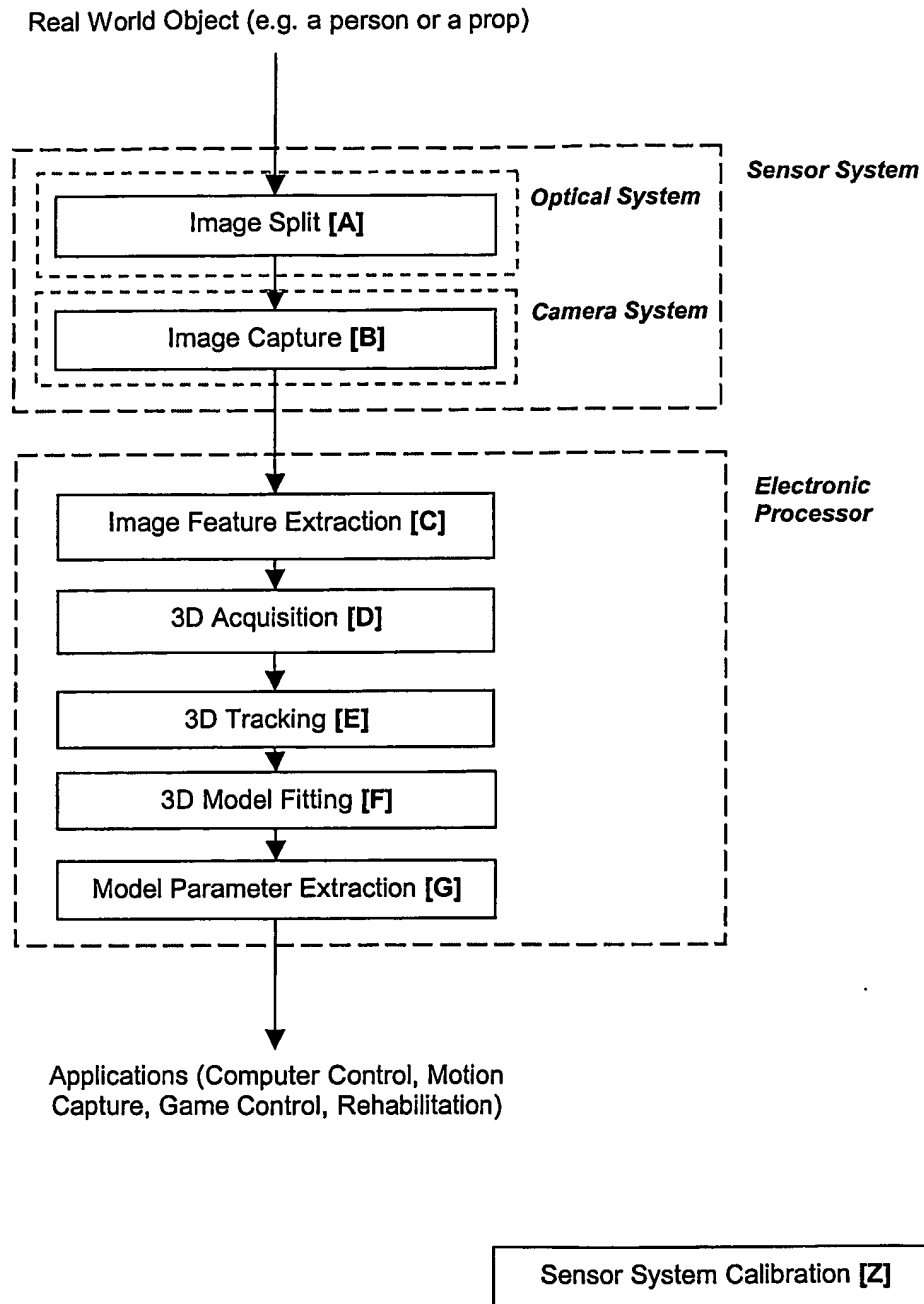 Real World Object (e.g. a person or a prop)
Sensor System
Optical System
Image Split [A]
Camera System
Image Capture [B]
Electronic
Processor
Image Feature Extraction [C]
3D Acquisition [D]
3D Tracking [E]
3D Model Fitting [F]
Model Parameter Extraction [G]
Applications (Computer Control, Motion
Capture, Game Control, Rehabilitation)
Sensor System Calibration [Z]